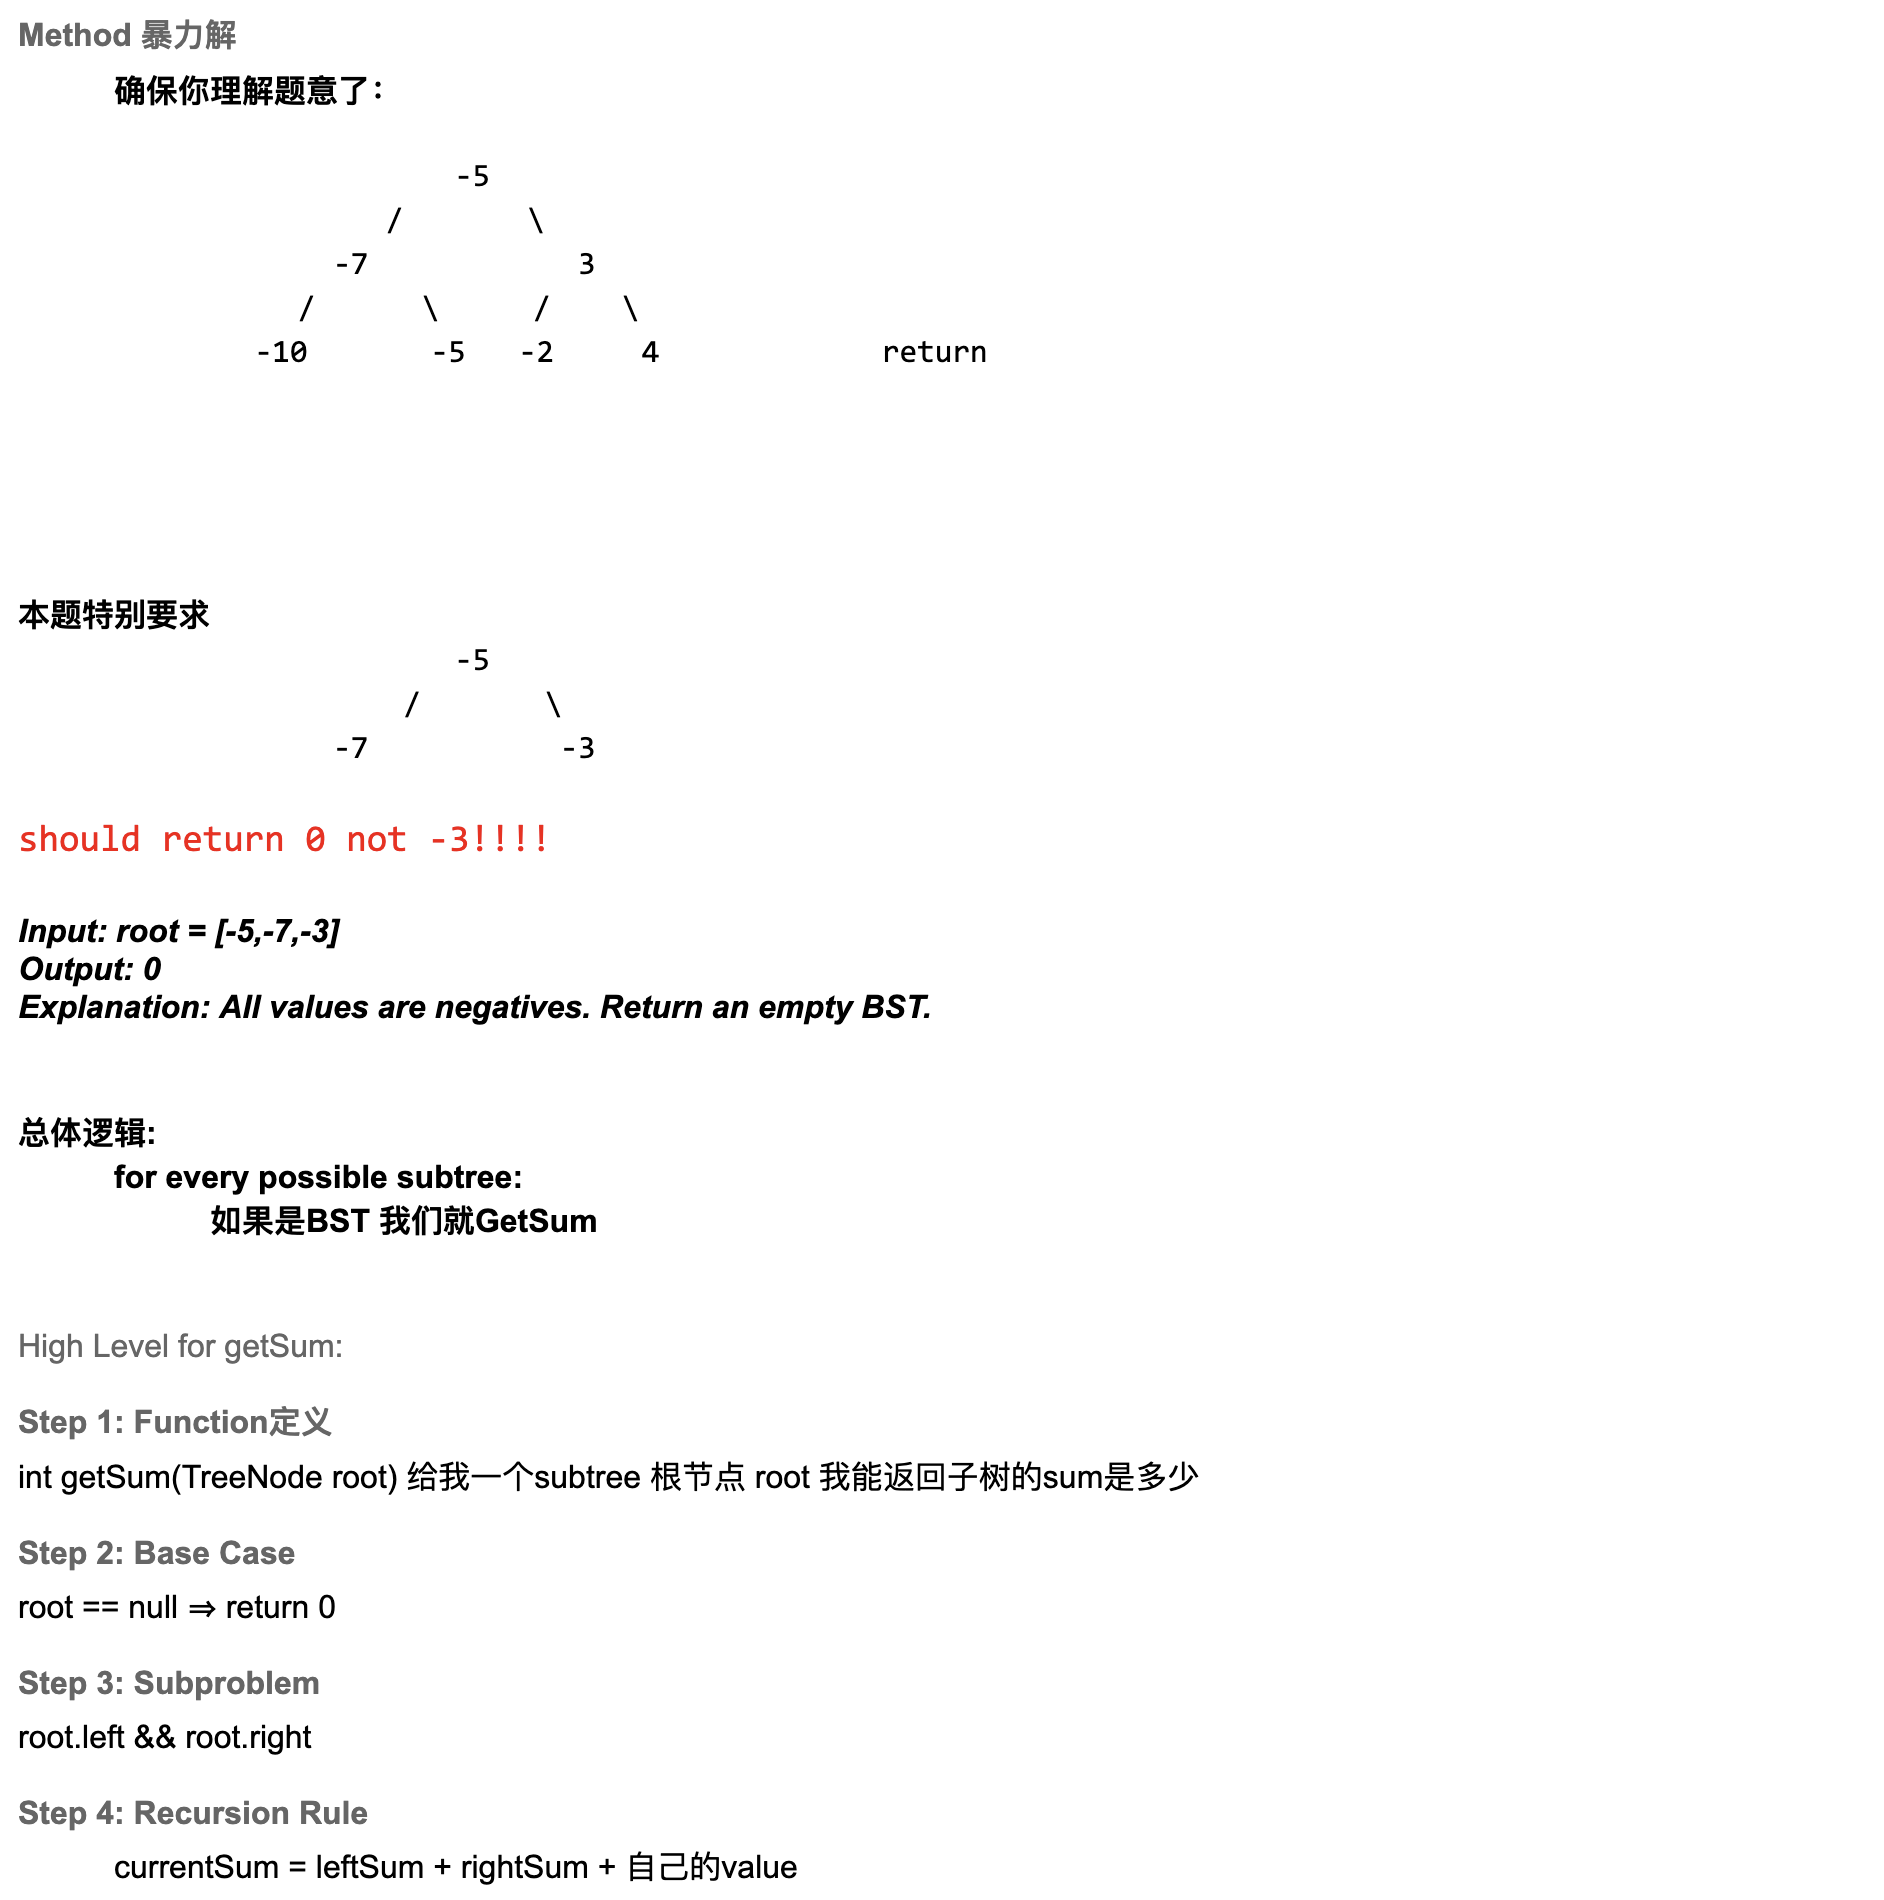 Method 暴力解
确保你理解题意了：
-5
/ \
-7 3
/ \ / \
-10 -5 -2 4 return
本题特别要求
-5
/ \
-7 -3
should return 0 not -3!!!!
Input: root = [-5,-7,-3]
Output: 0
Explanation: All values are negatives. Return an empty BST.
总体逻辑:
for every possible subtree:
如果是BST 我们就GetSum
High Level for getSum:
Step 1: Function定义
int getSum(TreeNode root) 给我一个subtree 根节点 root 我能返回子树的sum是多少
Step 2: Base Case
root == null ⇒ return 0
Step 3: Subproblem
root.left && root.right
Step 4: Recursion Rule
currentSum = leftSum + rightSum + 自己的value